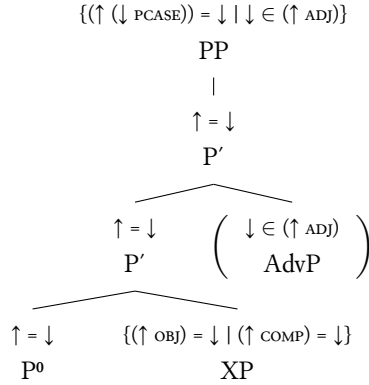 {(↑ (↓ PCASE)) = ↓ | ↓ ∈ (↑ ADJ)}
PP
↑ = ↓
P′
↑ = ↓ ( ↓ ∈ (↑ ADJ) )
P′ AdvP
↑ = ↓ {(↑ OBJ) = ↓ | (↑ COMP) = ↓}
P⁰ XP